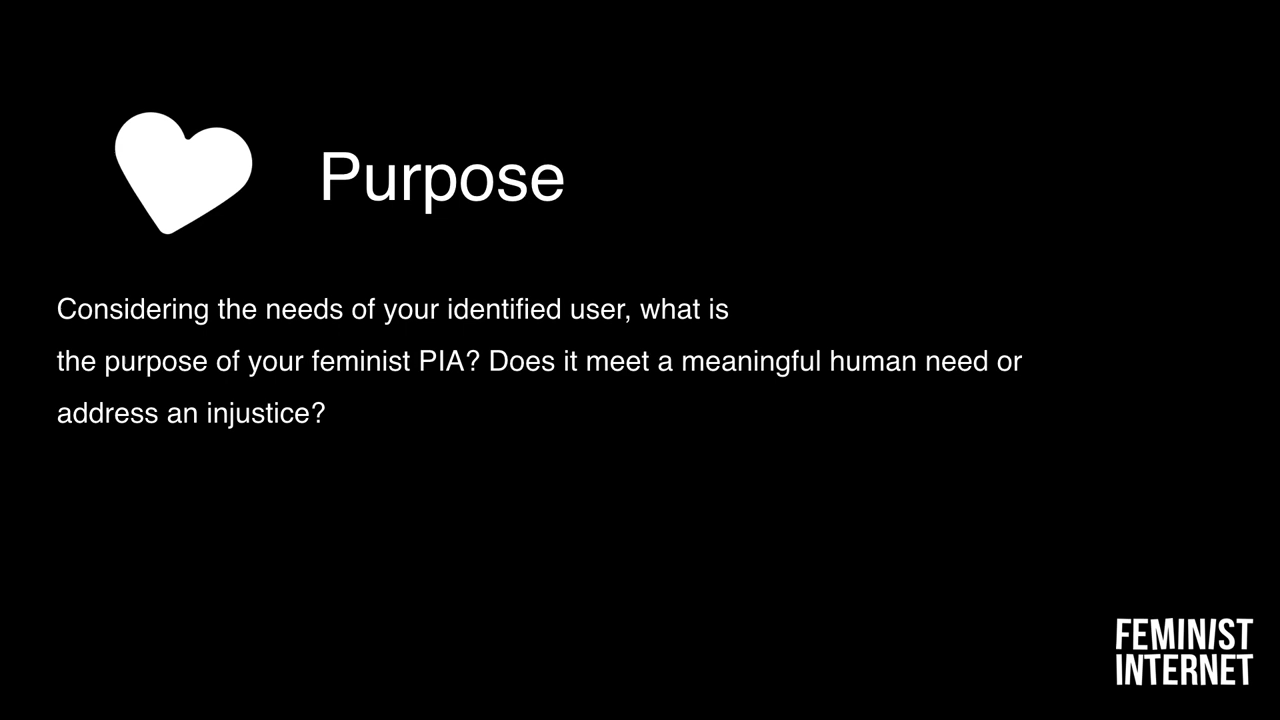 Purpose
Considering the needs of your identified user, what is
the purpose of your feminist PIA? Does it meet a meaningful human need or
address an injustice?
FEMINIST
INTERNET